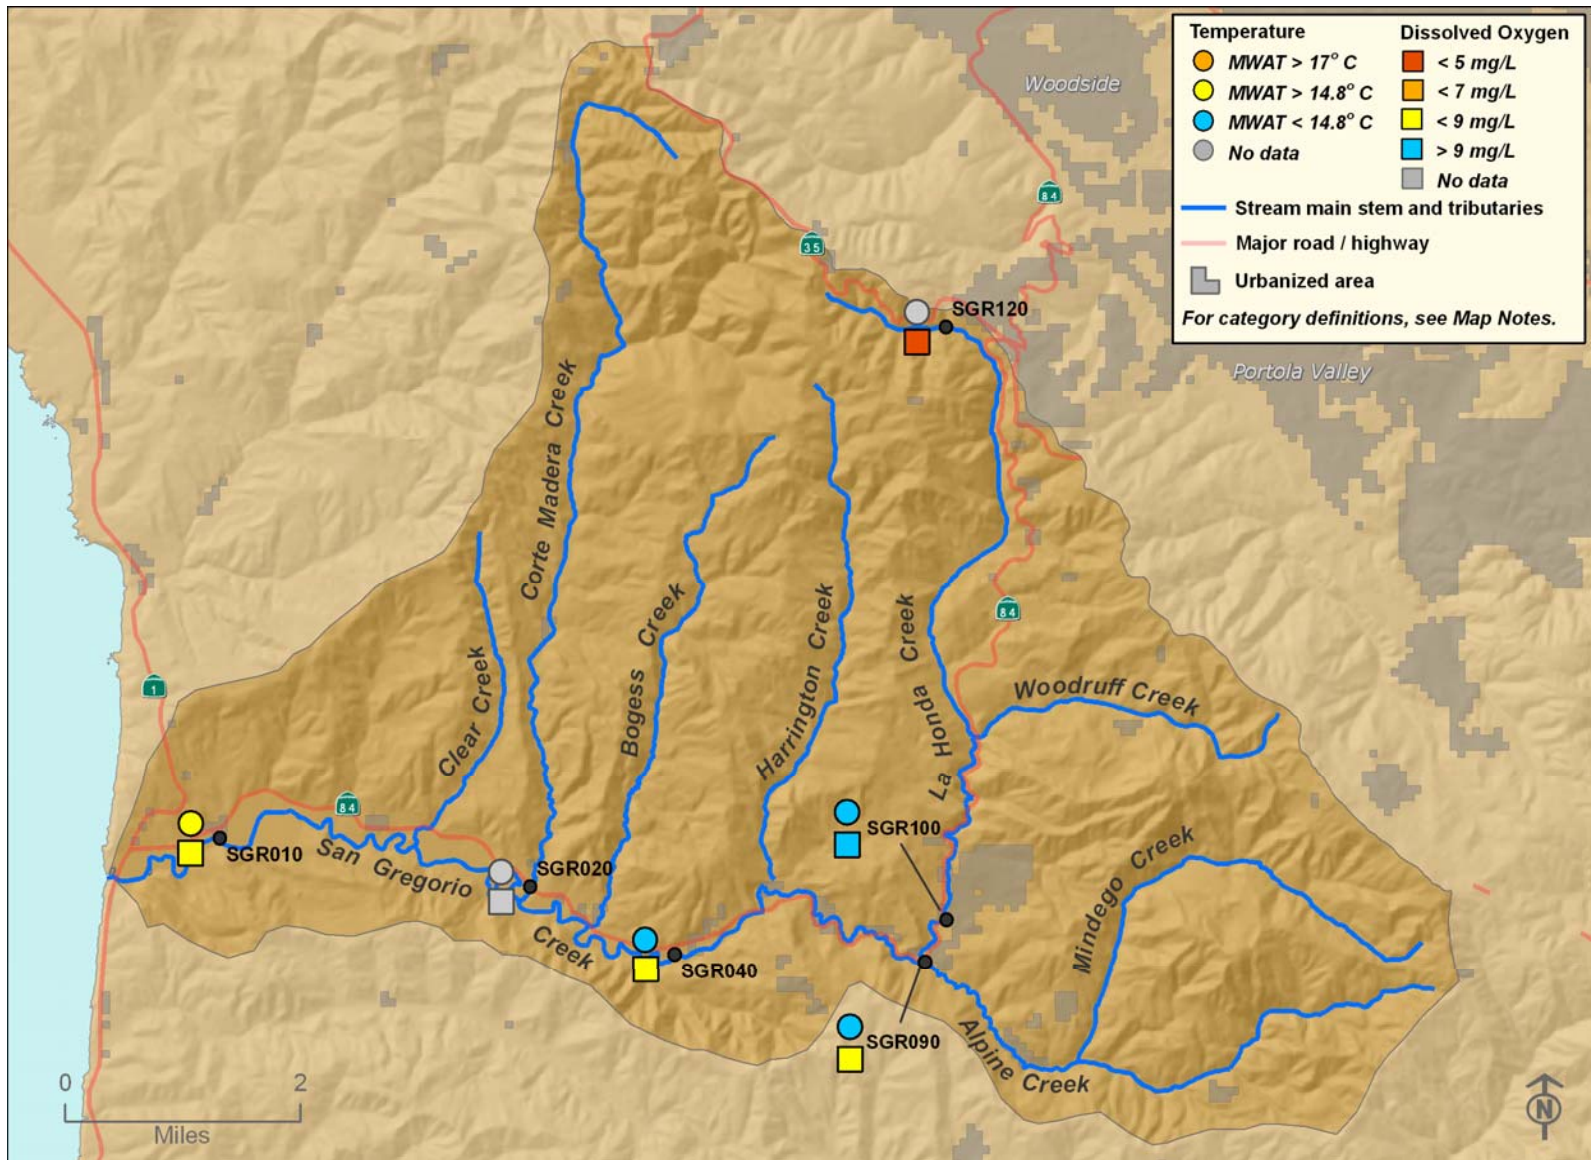 Temperature
MWAT > 17° C
MWAT > 14.8° C
MWAT < 14.8° C
No data
Dissolved Oxygen
< 5 mg/L
< 7 mg/L
< 9 mg/L
> 9 mg/L
No data
Stream main stem and tributaries
Major road / highway
Urbanized area
For category definitions, see Map Notes.
Woodside
84
35
SGR120
Portola Valley
Corte Madera Creek
Clear Creek
Bogess Creek
Harrington Creek
La Honda Creek
84
Woodruff Creek
1
84
SGR010
San Gregorio Creek
SGR020
SGR040
SGR100
SGR090
Mindego Creek
Alpine Creek
0 2
Miles
N